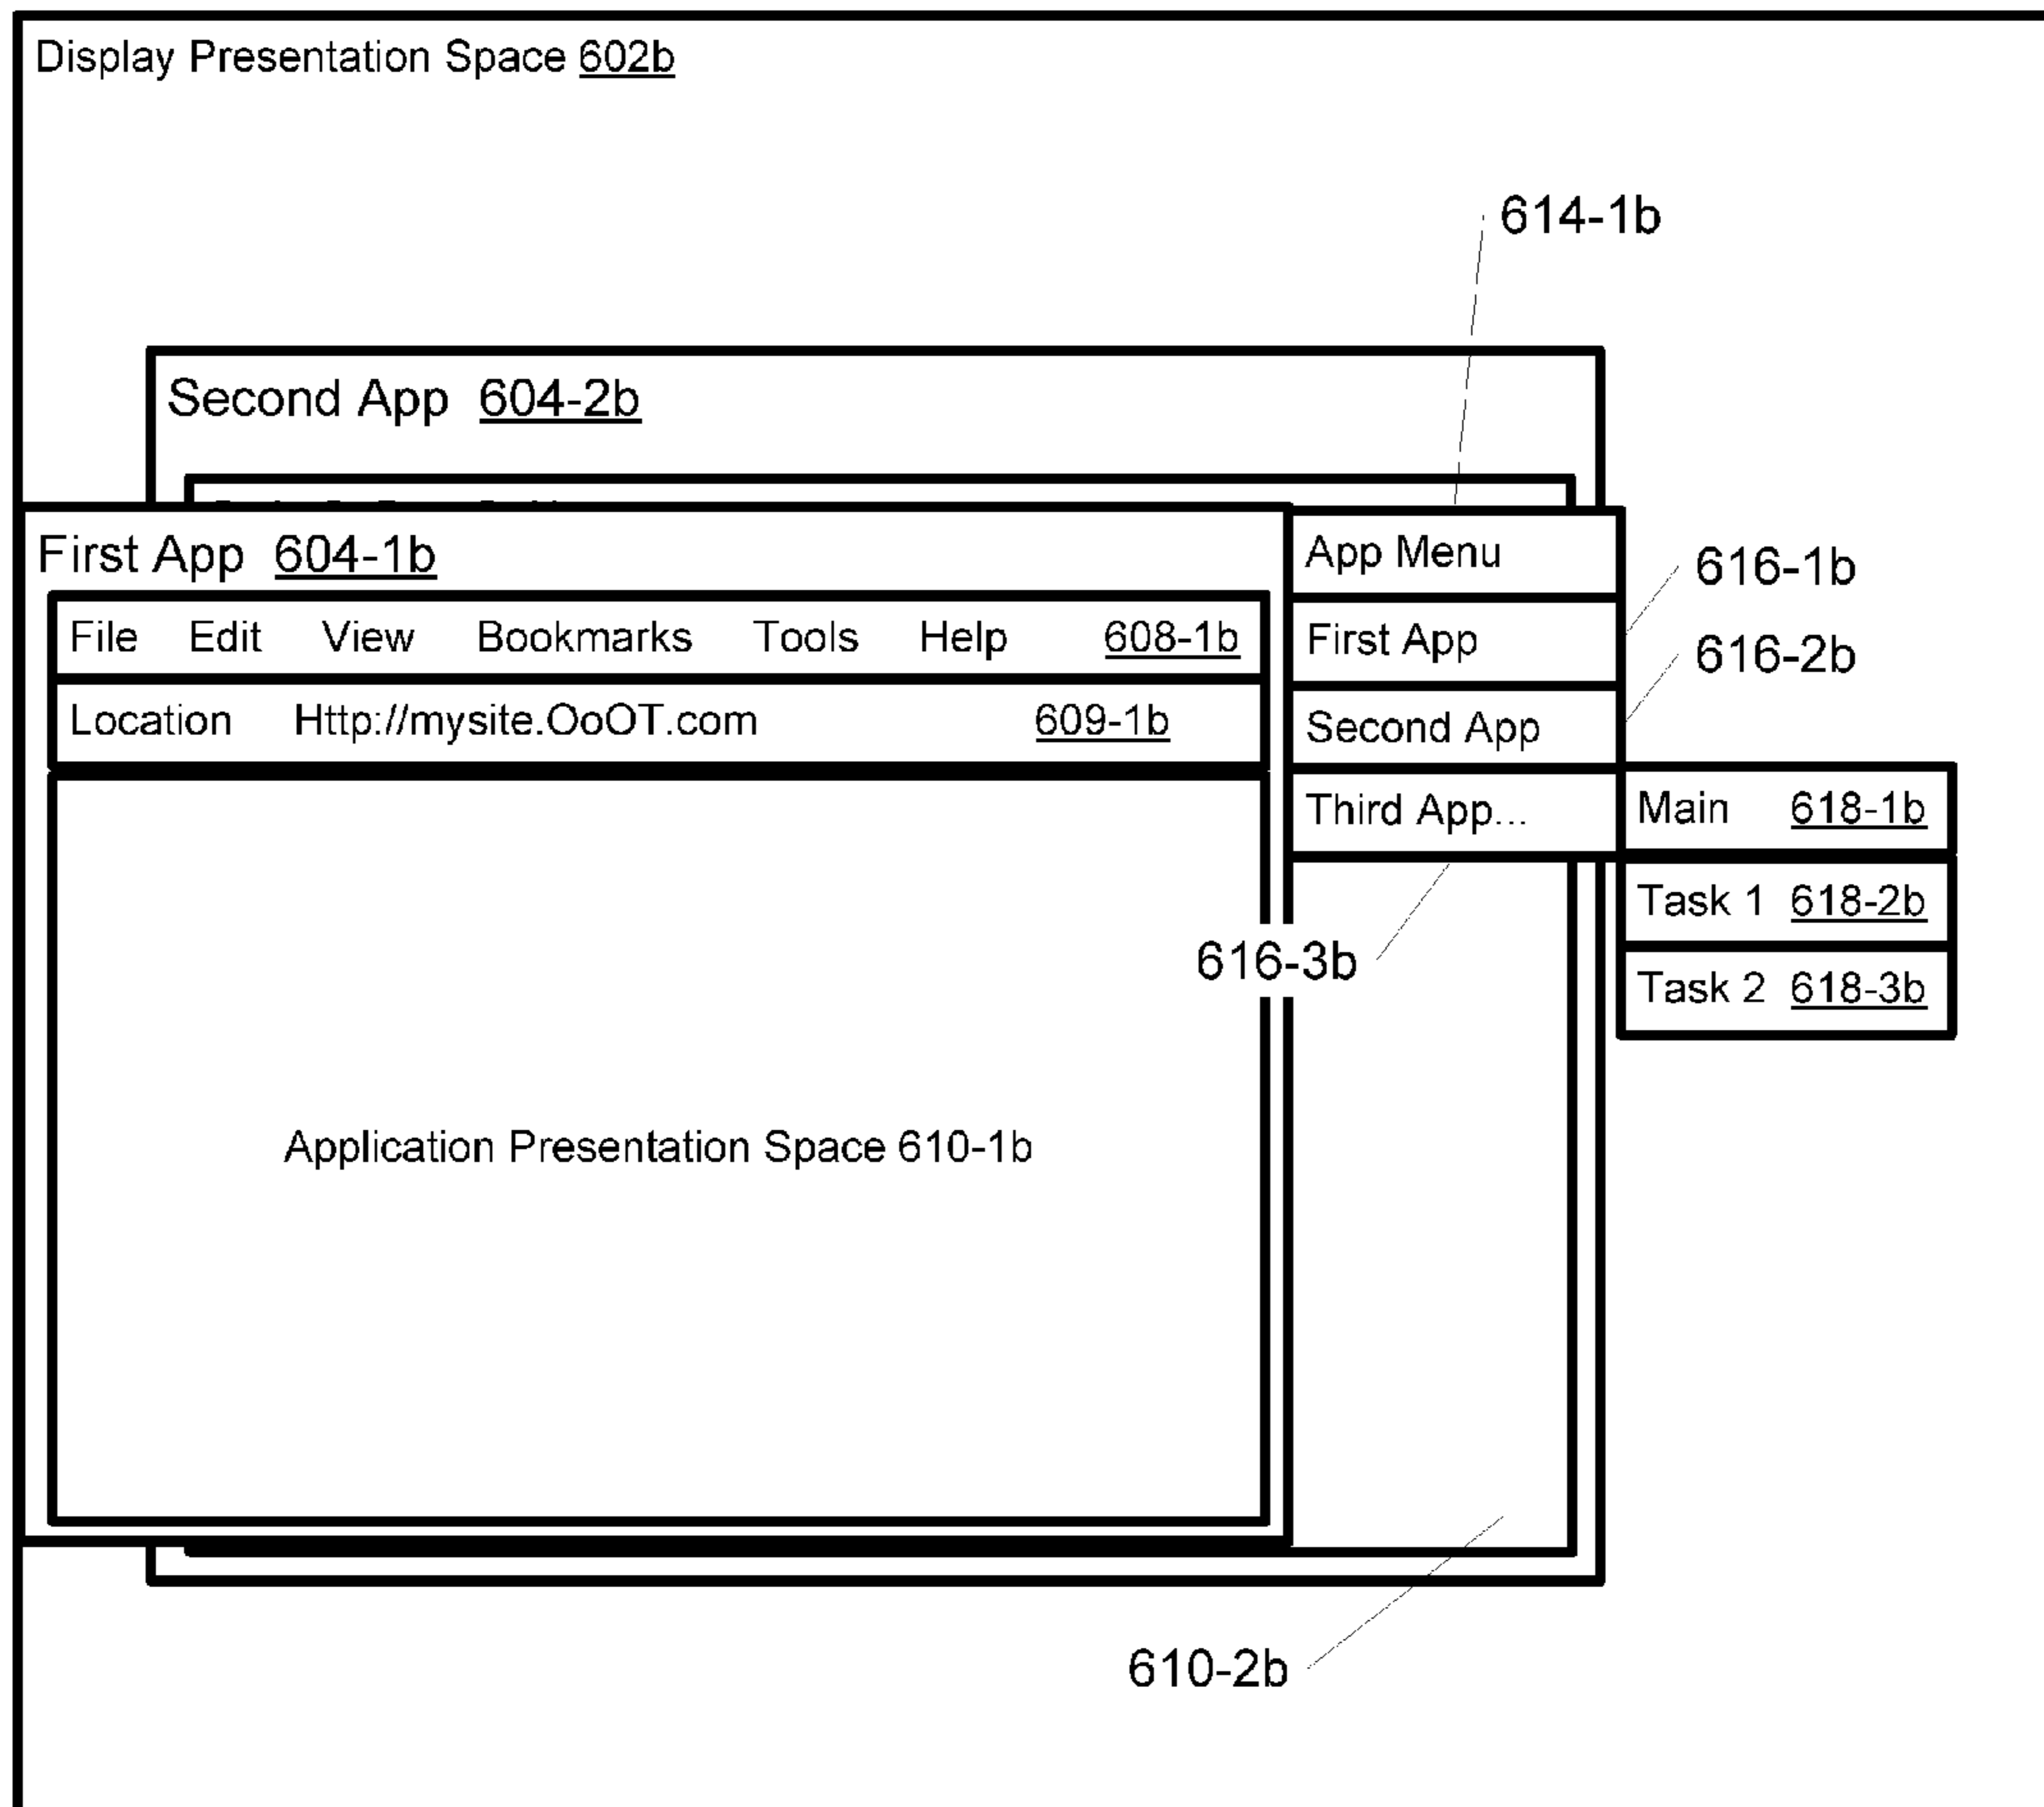 Display Presentation Space 602b
614-1b
Second App 604-2b
First App 604-1b
App Menu
616-1b
File Edit View Bookmarks Tools Help 608-1b
First App
616-2b
Location Http://mysite.OoOT.com 609-1b
Second App
Third App...
Main 618-1b
Task 1 618-2b
616-3b
Task 2 618-3b
Application Presentation Space 610-1b
610-2b